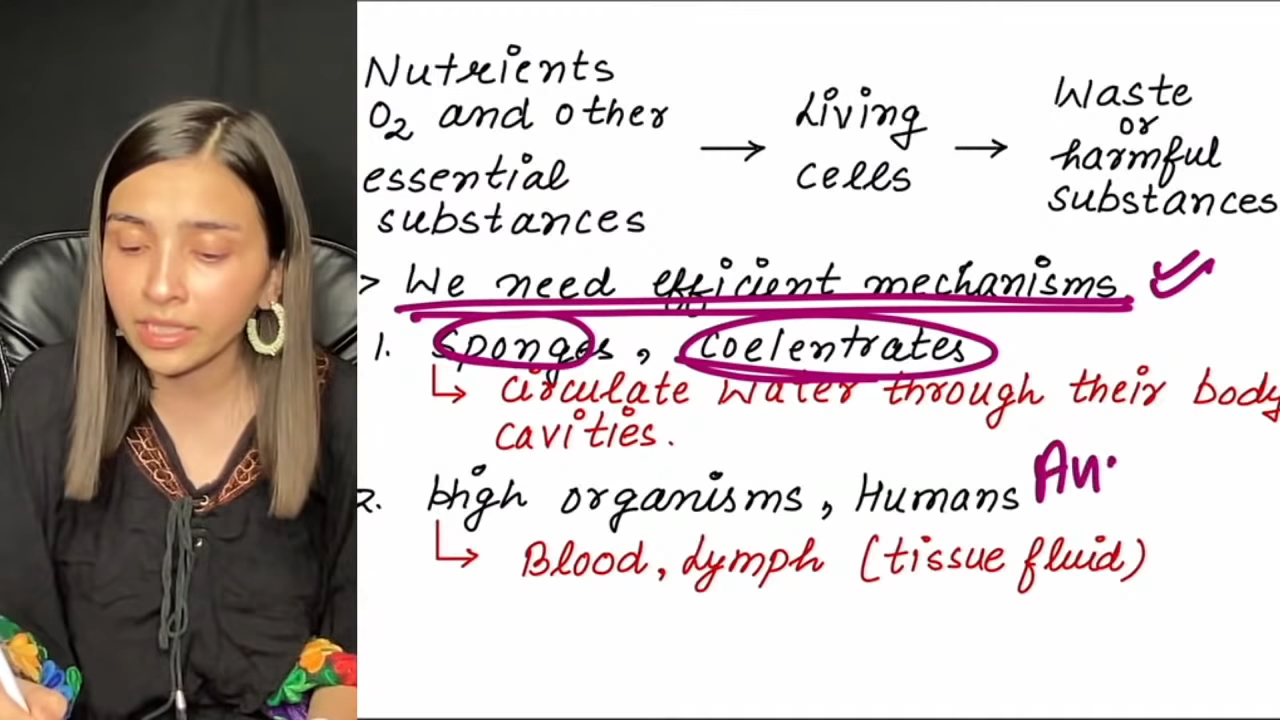 Nutrients
O2 and other
essential
substances
→ Living
cells
→ Waste
or
harmful
substances
> We need efficient mechanisms.
1. Sponges, Coelentrates
↳ Circulate water through their body
cavities.
2. High organisms, Humans
↳ Blood, Lymph (tissue fluid)